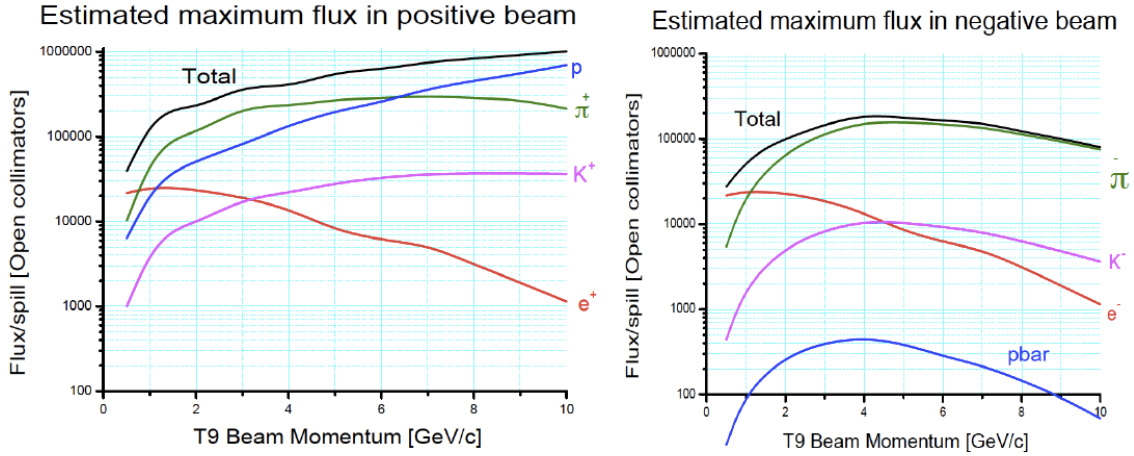 Estimated maximum flux in positive beam
Flux/spill [Open collimators]
1000000
100000
10000
1000
100
0
2
4
6
8
10
T9 Beam Momentum [GeV/c]
Total
p
π+
K+
e+
Estimated maximum flux in negative beam
Flux/spill [Open collimators]
1000000
100000
10000
1000
100
0
2
4
6
8
10
T9 Beam Momentum [GeV/c]
Total
π-
K-
e-
pbar